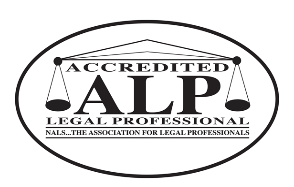 ACCREDITED
ALP
LEGAL PROFESSIONAL
NALS...THE ASSOCIATION FOR LEGAL PROFESSIONALS